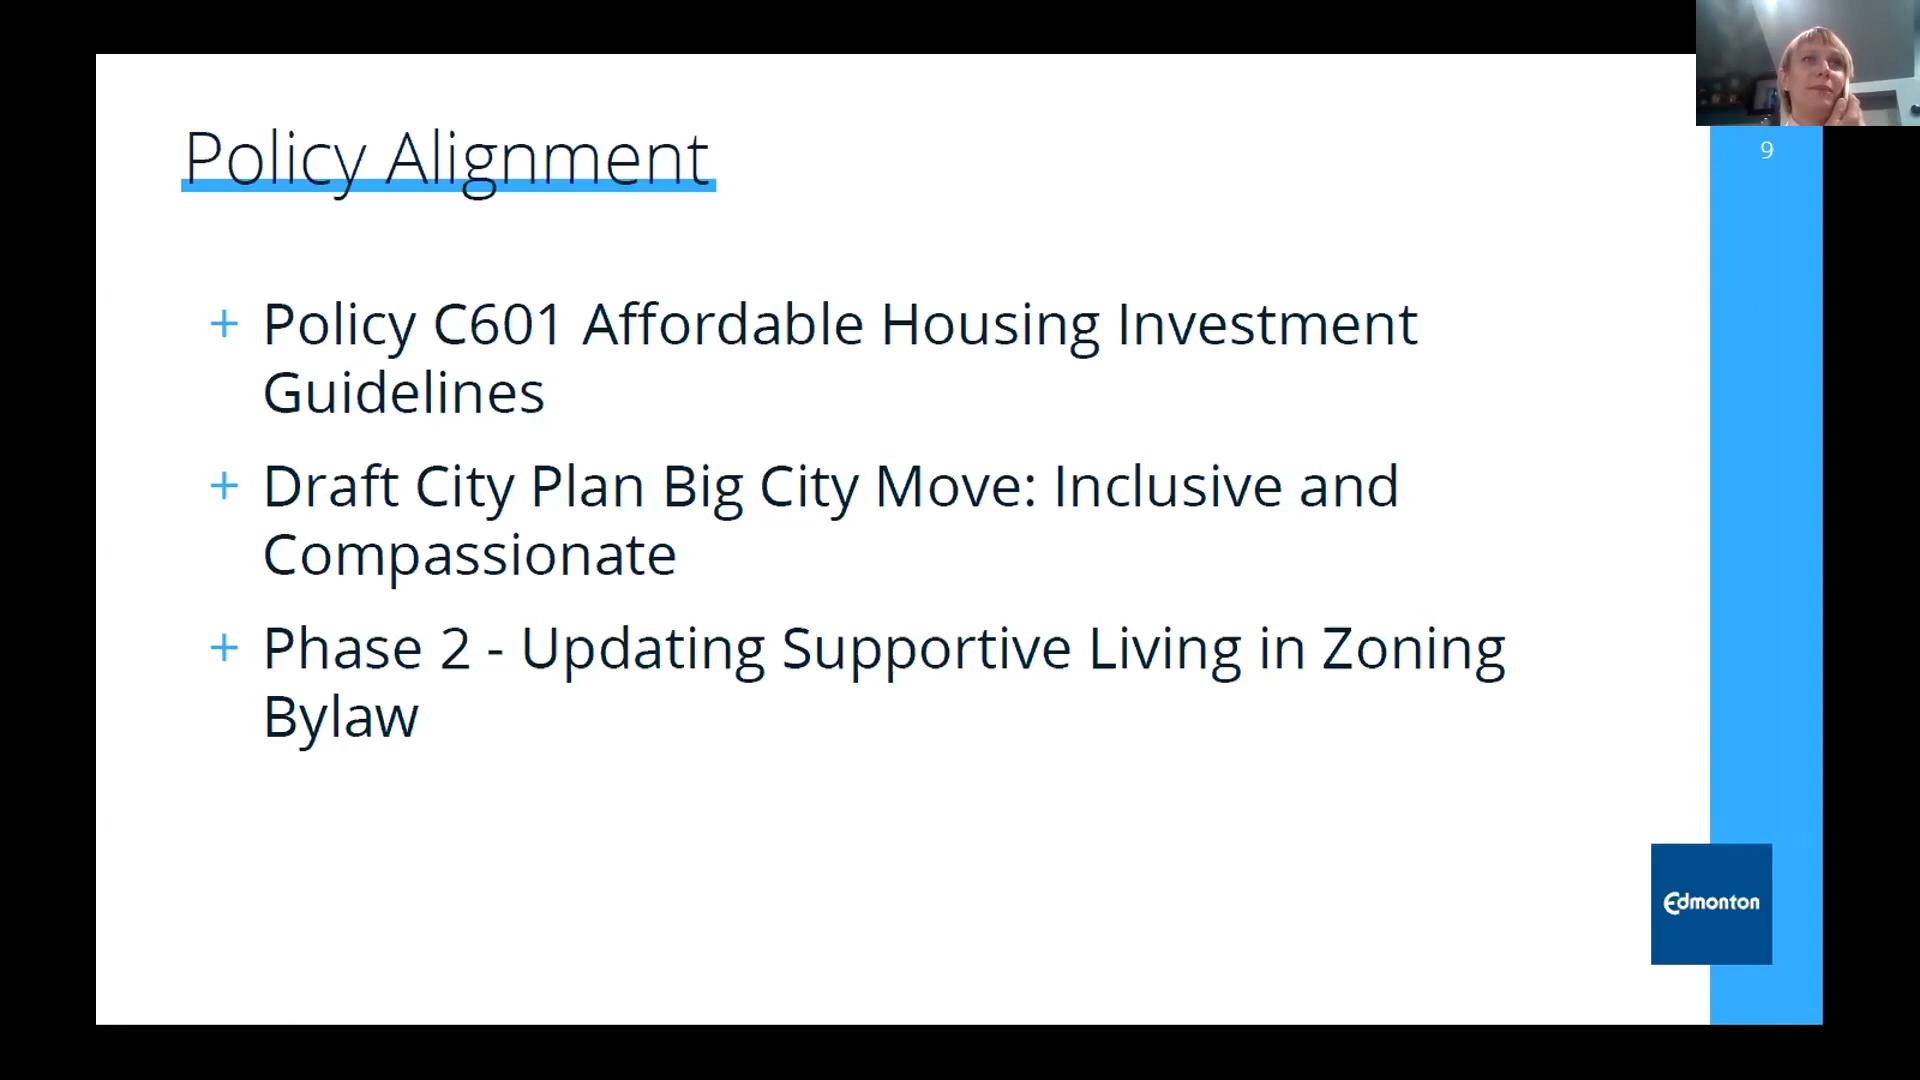 9
Policy Alignment
+ Policy C601 Affordable Housing Investment
Guidelines
+ Draft City Plan Big City Move: Inclusive and
Compassionate
+ Phase 2 - Updating Supportive Living in Zoning
Bylaw
Edmonton